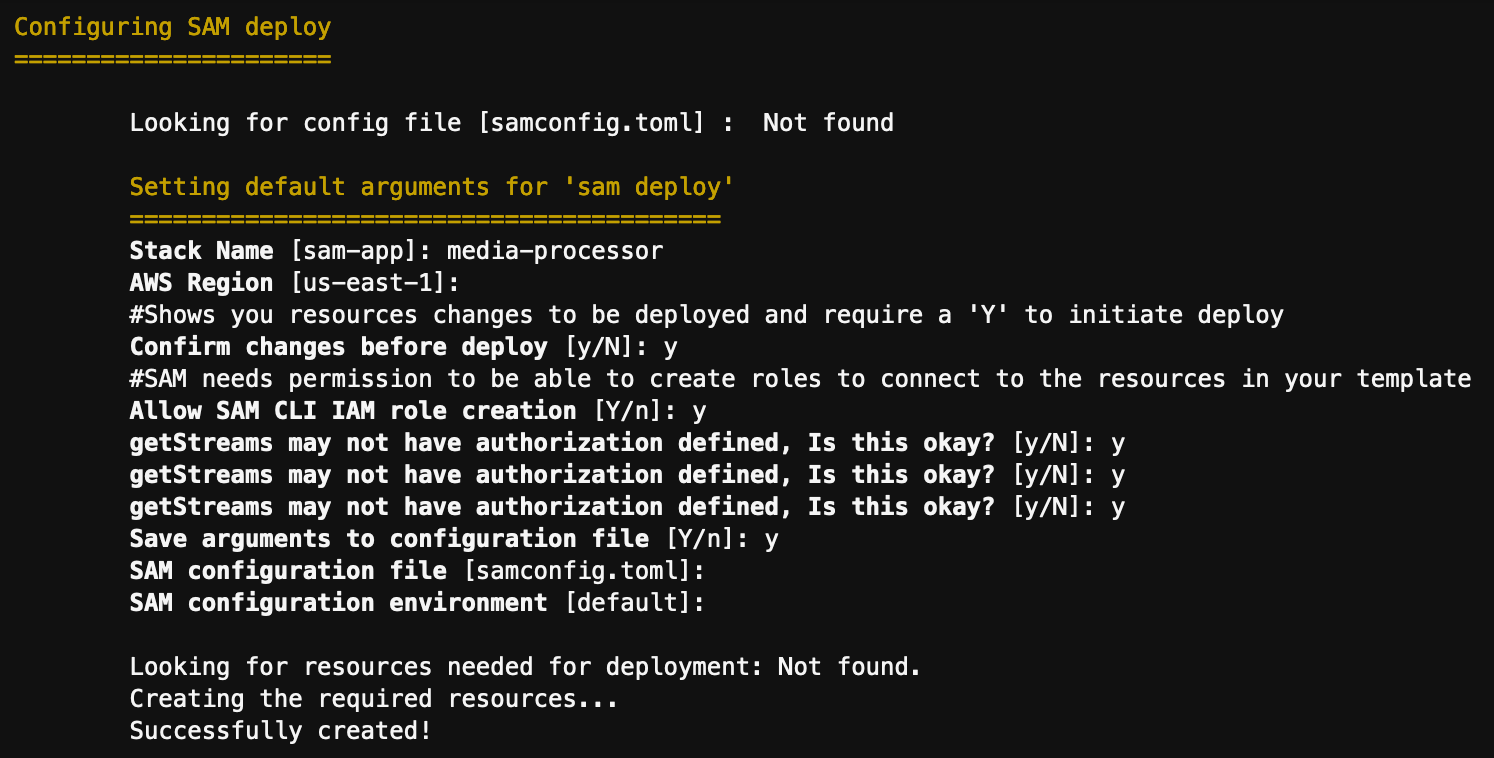 Configuring SAM deploy
======================
Looking for config file [samconfig.toml] :  Not found
Setting default arguments for 'sam deploy'
=========================================
Stack Name [sam-app]: media-processor
AWS Region [us-east-1]:
#Shows you resources changes to be deployed and require a 'Y' to initiate deploy
Confirm changes before deploy [y/N]: y
#SAM needs permission to be able to create roles to connect to the resources in your template
Allow SAM CLI IAM role creation [Y/n]: y
getStreams may not have authorization defined, Is this okay? [y/N]: y
getStreams may not have authorization defined, Is this okay? [y/N]: y
getStreams may not have authorization defined, Is this okay? [y/N]: y
Save arguments to configuration file [Y/n]: y
SAM configuration file [samconfig.toml]:
SAM configuration environment [default]:
Looking for resources needed for deployment: Not found.
Creating the required resources...
Successfully created!